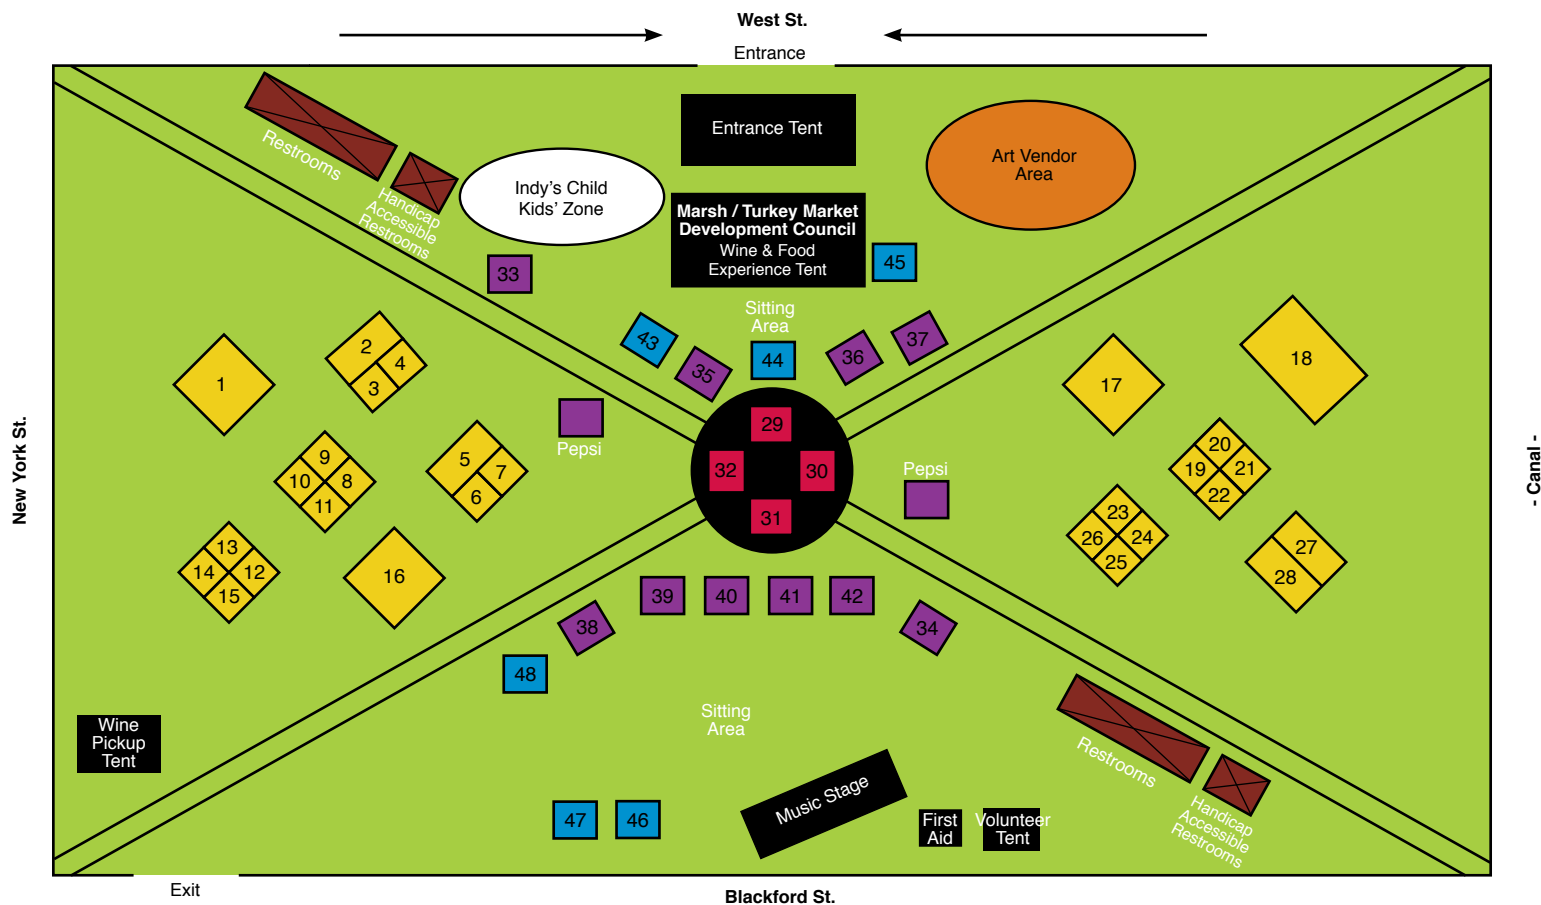 West St.
Entrance
Entrance Tent
Art Vendor
Area
Restrooms
Handicap
Accessible
Restrooms
Indy's Child
Kids' Zone
Marsh / Turkey Market
Development Council
Wine & Food
Experience Tent
33
45
Sitting
Area
43
35
44
36
37
1
2
4
3
17
18
Pepsi
29
32
30
31
Pepsi
5
7
6
9
10
8
11
20
19
21
22
23
26
24
25
13
14
12
15
16
27
28
39
40
41
42
38
34
48
New York St.
- Canal -
Wine
Pickup
Tent
Sitting
Area
Restrooms
Handicap
Accessible
Restrooms
47
46
Music Stage
First
Aid
Volunteer
Tent
Exit
Blackford St.